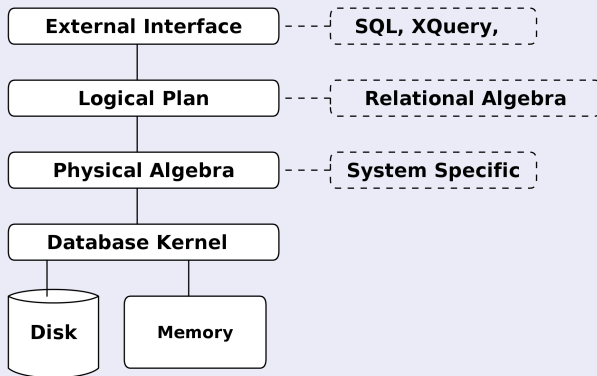 External Interface
SQL, XQuery,
Logical Plan
Relational Algebra
Physical Algebra
System Specific
Database Kernel
Disk
Memory